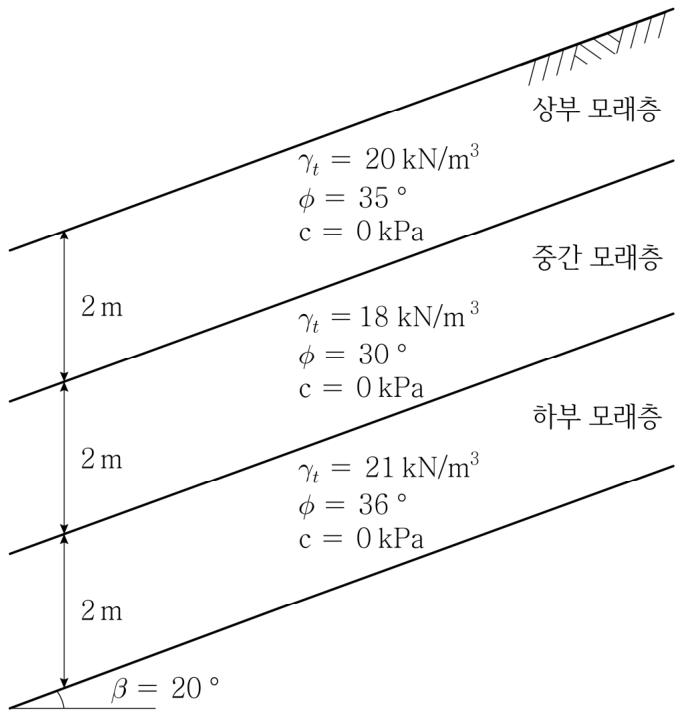 상부 모래층
γₜ = 20 kN/m³
ϕ = 35°
c = 0 kPa
중간 모래층
2 m
γₜ = 18 kN/m³
ϕ = 30°
c = 0 kPa
하부 모래층
2 m
γₜ = 21 kN/m³
ϕ = 36°
c = 0 kPa
2 m
β = 20°